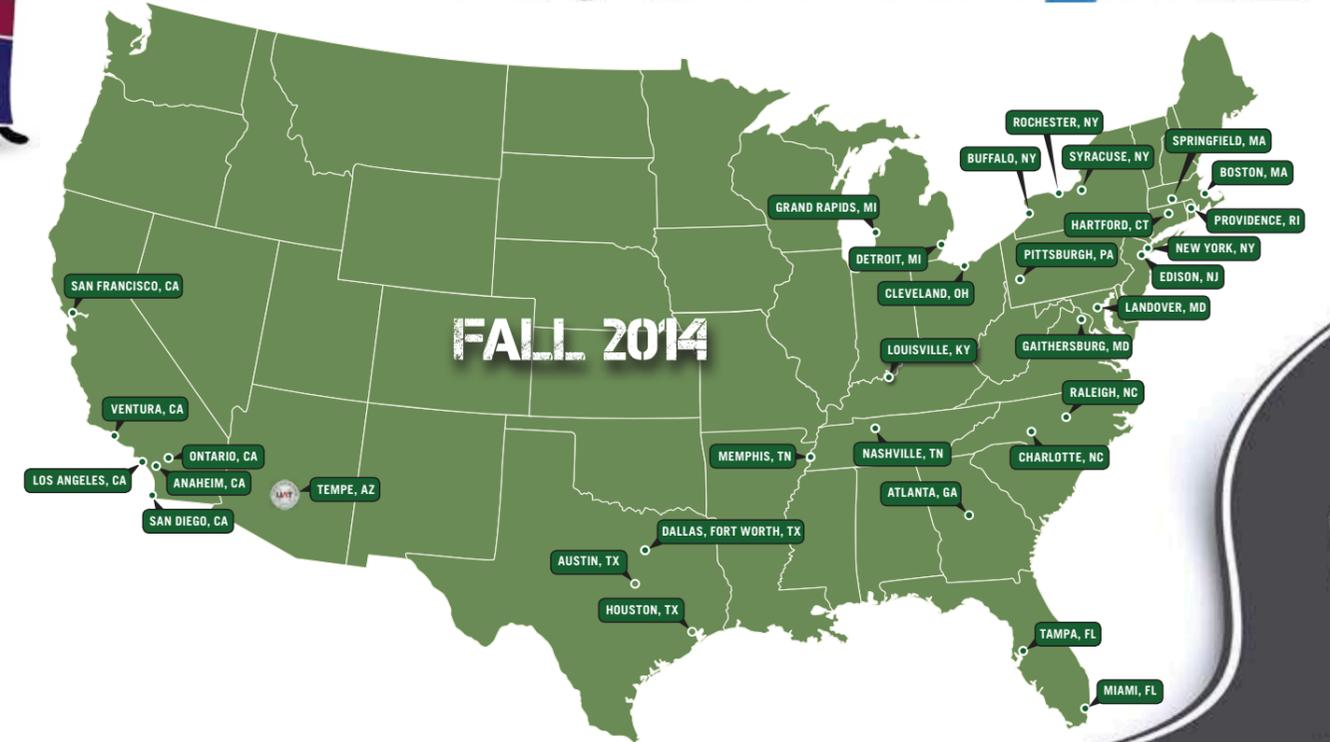 ROCHESTER, NY
SPRINGFIELD, MA
BUFFALO, NY
SYRACUSE, NY
BOSTON, MA
GRAND RAPIDS, MI
HARTFORD, CT
PROVIDENCE, RI
DETROIT, MI
PITTSBURGH, PA
NEW YORK, NY
EDISON, NJ
SAN FRANCISCO, CA
CLEVELAND, OH
LANDOVER, MD
FALL 2014
LOUISVILLE, KY
GAITHERSBURG, MD
RALEIGH, NC
VENTURA, CA
ONTARIO, CA
MEMPHIS, TN
NASHVILLE, TN
CHARLOTTE, NC
LOS ANGELES, CA
ANAHEIM, CA
UAT
TEMPE, AZ
ATLANTA, GA
SAN DIEGO, CA
DALLAS, FORT WORTH, TX
AUSTIN, TX
HOUSTON, TX
TAMPA, FL
MIAMI, FL